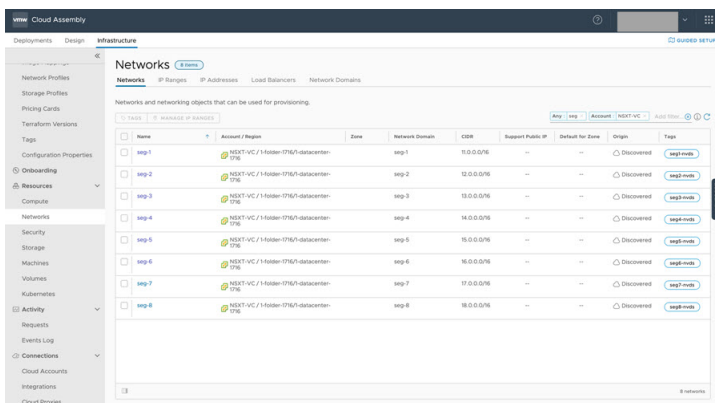 vmw Cloud Assembly
Deployments Design Infrastructure GUIDED SETUP
Network Profiles
Storage Profiles
Pricing Cards
Terraform Versions
Tags
Configuration Properties
Onboarding
Resources
Compute
Networks
Security
Storage
Machines
Volumes
Kubernetes
Activity
Requests
Events Log
Connections
Cloud Accounts
Integrations
Cloud Proxies
Networks 8 items
Networks IP Ranges IP Addresses Load Balancers Network Domains
Networks and networking objects that can be used for provisioning.
TAGS MANAGE IP RANGES Any: seg Account: NSXT-VC Add filter...
Name Account / Region Zone Network Domain CIDR Support Public IP Default for Zone Origin Tags
seg-1 NSXT-VC / 1-folder-1716/1-datacenter-1716 seg-1 11.0.0.0/16 -- -- Discovered seg1-nvds
seg-2 NSXT-VC / 1-folder-1716/1-datacenter-1716 seg-2 12.0.0.0/16 -- -- Discovered seg2-nvds
seg-3 NSXT-VC / 1-folder-1716/1-datacenter-1716 seg-3 13.0.0.0/16 -- -- Discovered seg3-nvds
seg-4 NSXT-VC / 1-folder-1716/1-datacenter-1716 seg-4 14.0.0.0/16 -- -- Discovered seg4-nvds
seg-5 NSXT-VC / 1-folder-1716/1-datacenter-1716 seg-5 15.0.0.0/16 -- -- Discovered seg5-nvds
seg-6 NSXT-VC / 1-folder-1716/1-datacenter-1716 seg-6 16.0.0.0/16 -- -- Discovered seg6-nvds
seg-7 NSXT-VC / 1-folder-1716/1-datacenter-1716 seg-7 17.0.0.0/16 -- -- Discovered seg7-nvds
seg-8 NSXT-VC / 1-folder-1716/1-datacenter-1716 seg-8 18.0.0.0/16 -- -- Discovered seg8-nvds
8 networks